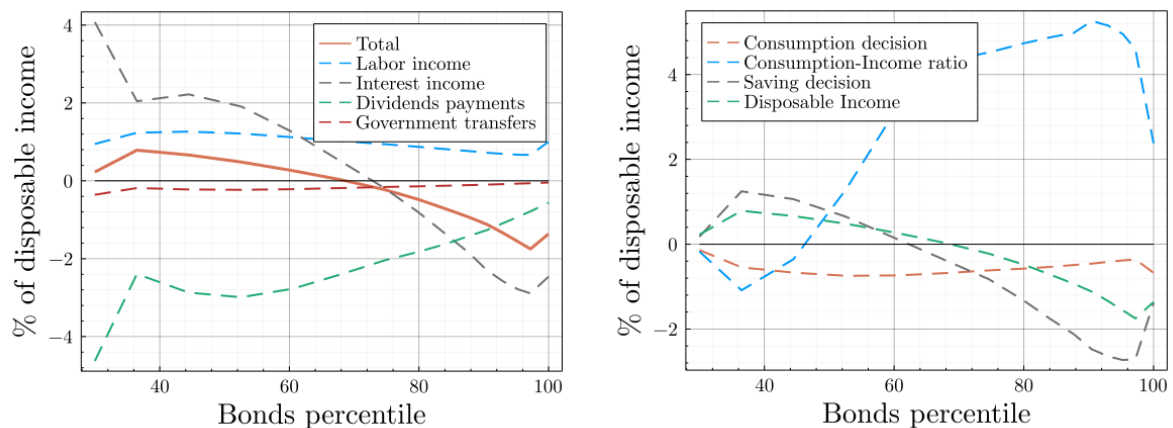 % of disposable income
4
2
0
−2
−4
Total
Labor income
Interest income
Dividends payments
Government transfers
40
60
80
100
Bonds percentile
% of disposable income
4
2
0
−2
Consumption decision
Consumption-Income ratio
Saving decision
Disposable Income
40
60
80
100
Bonds percentile